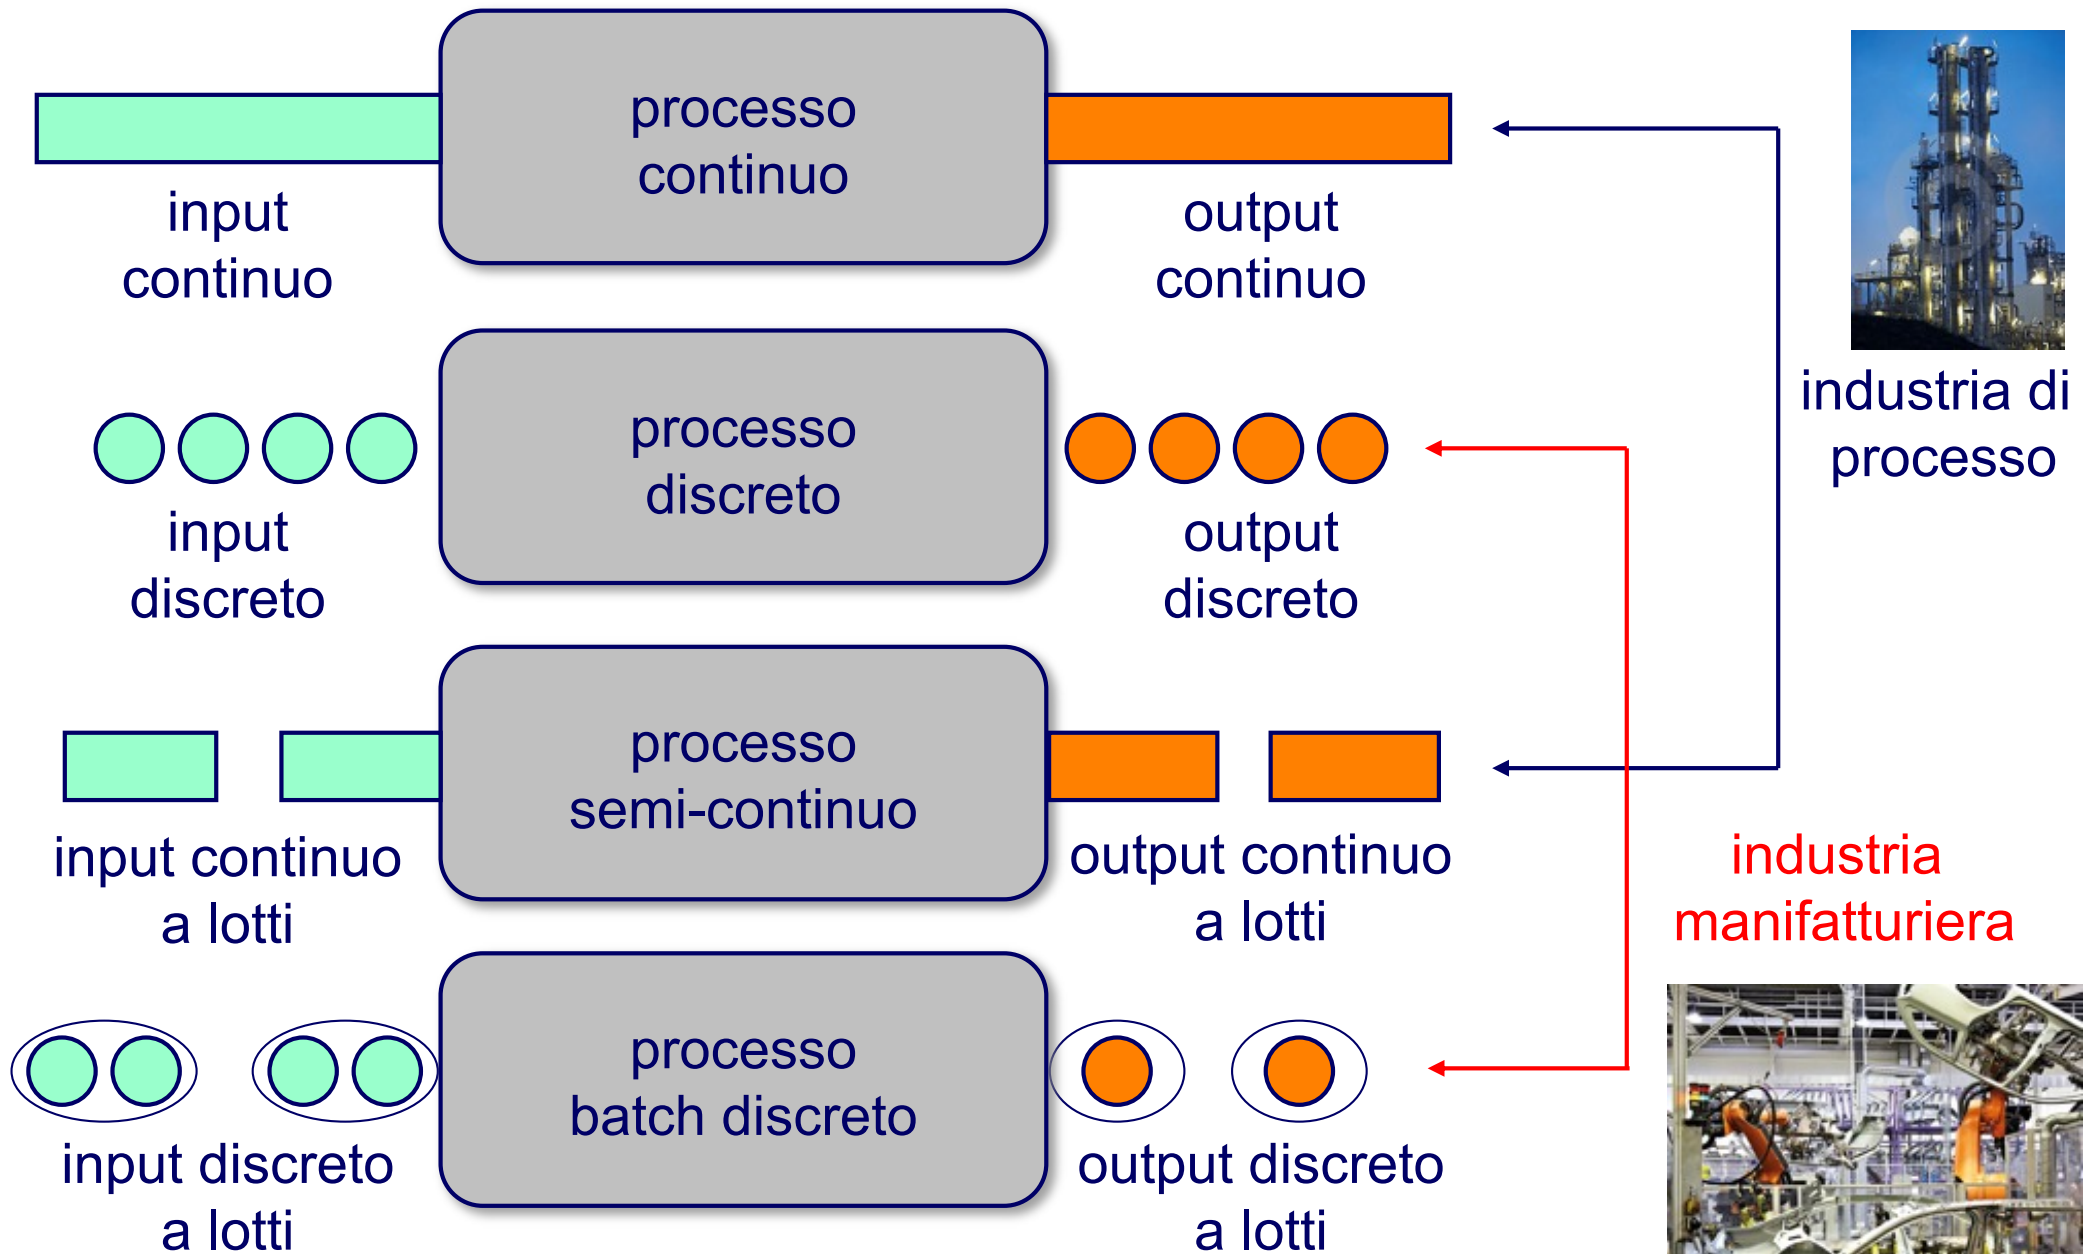 processo
continuo
input
continuo
output
continuo
industria di
processo
processo
discreto
input
discreto
output
discreto
processo
semi-continuo
input continuo
a lotti
output continuo
a lotti
industria
manifatturiera
processo
batch discreto
input discreto
a lotti
output discreto
a lotti